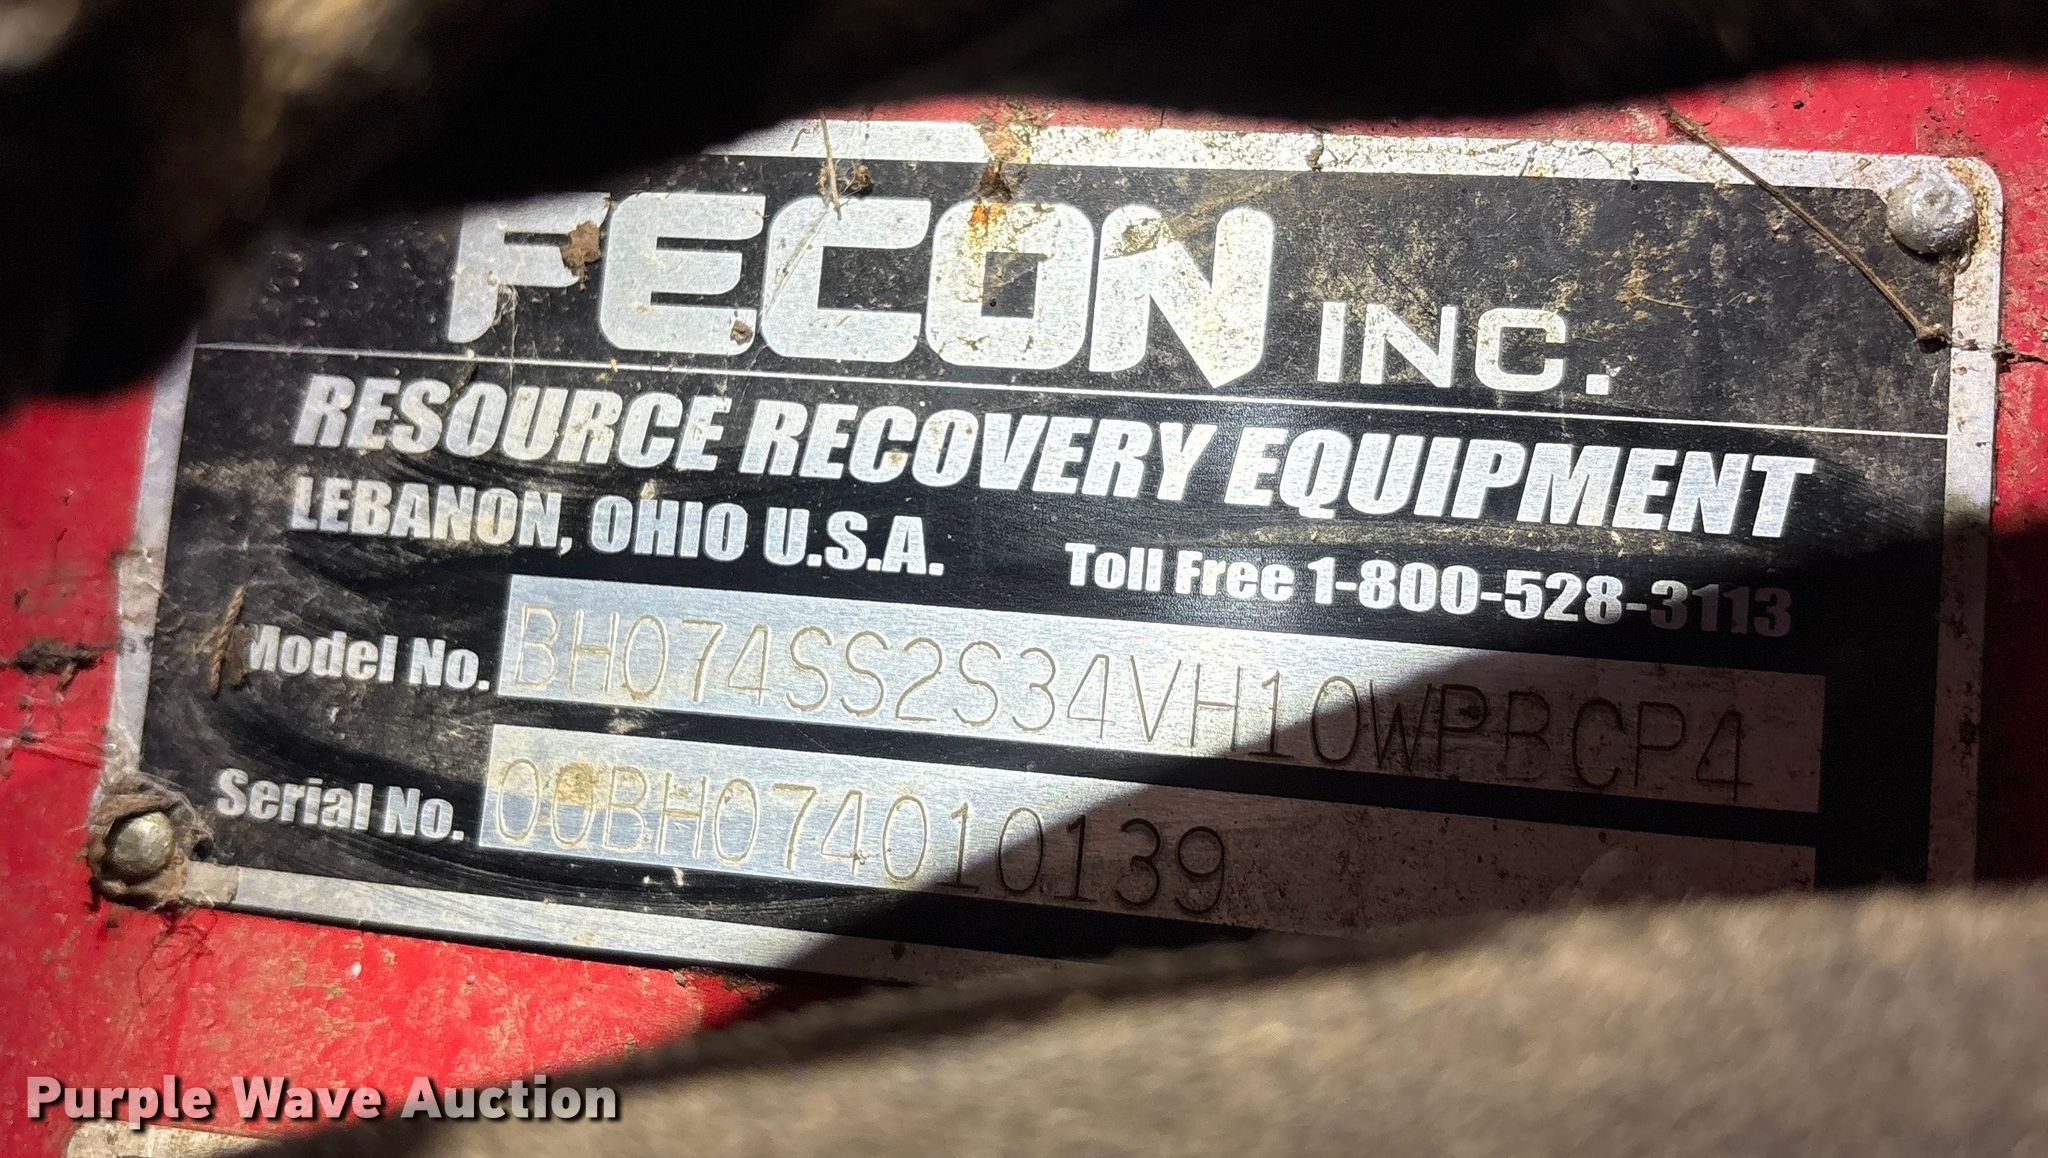 FECON INC.
RESOURCE RECOVERY EQUIPMENT
LEBANON, OHIO U.S.A.
Toll Free 1-800-528-3113
Model No. BH074SS2S34VH10WPBCP4
Serial No. 00BH074010139
Purple Wave Auction